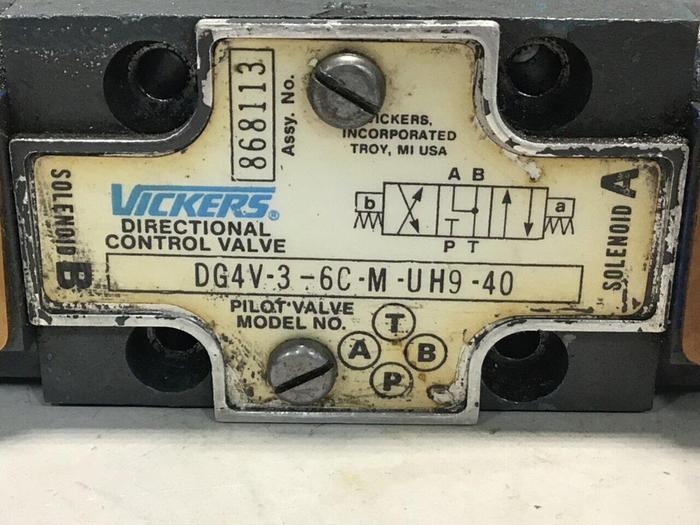 868113
Assy. No.
VICKERS,
INCORPORATED
TROY, MI USA
SOLENOID B
VICKERS®
DIRECTIONAL
CONTROL VALVE
A B
b
a
P T
SOLENOID A
DG4V-3-6C-M-UH9-40
PILOT VALVE
MODEL NO.
T
A
B
P